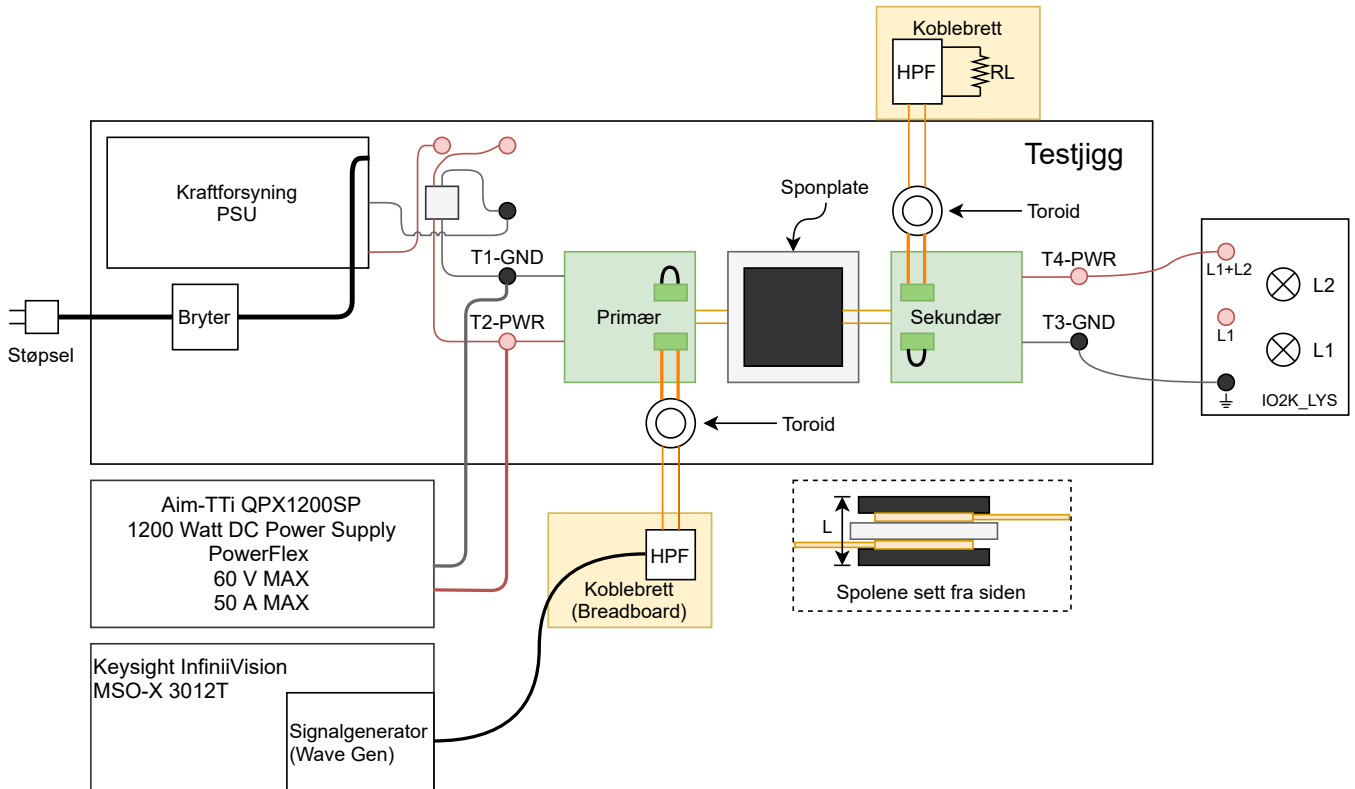 Koblebrett
HPF
RL
Testjigg
Kraftforsyning
PSU
Sponplate
Toroid
T1-GND
T4-PWR
L1+L2
L2
Bryter
T2-PWR
Primær
Sekundær
T3-GND
L1
L1
Støpsel
IO2K_LYS
Toroid
Aim-TTi QPX1200SP
1200 Watt DC Power Supply
PowerFlex
60 V MAX
50 A MAX
HPF
Koblebrett
(Breadboard)
L
Spolene sett fra siden
Keysight InfiniiVision
MSO-X 3012T
Signalgenerator
(Wave Gen)